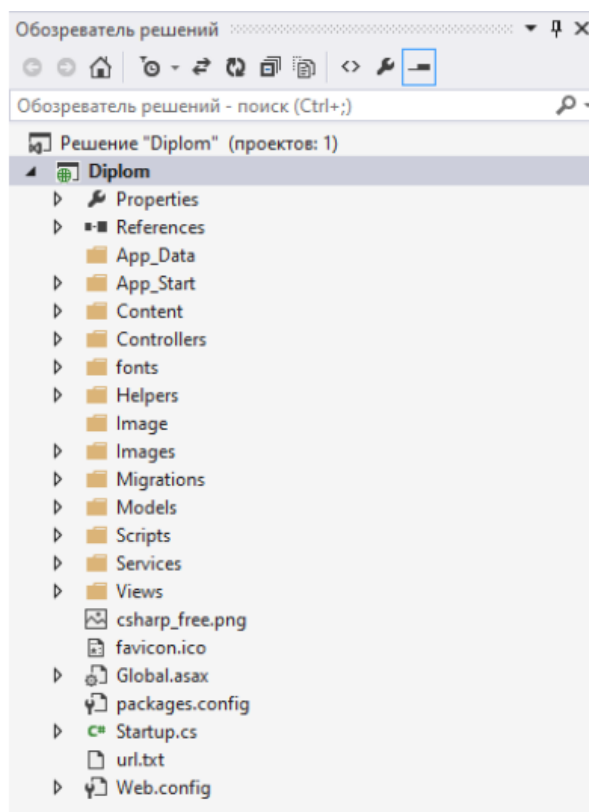 Обозреватель решений
Обозреватель решений - поиск (Ctrl+;)
Решение "Diplom" (проектов: 1)
Diplom
Properties
References
App_Data
App_Start
Content
Controllers
fonts
Helpers
Image
Images
Migrations
Models
Scripts
Services
Views
csharp_free.png
favicon.ico
Global.asax
packages.config
C# Startup.cs
url.txt
Web.config